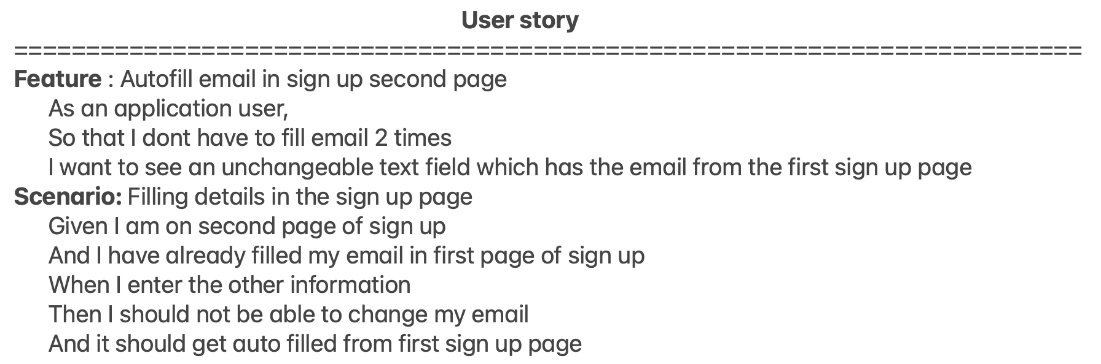 User story
==========================================================================
Feature : Autofill email in sign up second page
As an application user,
So that I dont have to fill email 2 times
I want to see an unchangeable text field which has the email from the first sign up page
Scenario: Filling details in the sign up page
Given I am on second page of sign up
And I have already filled my email in first page of sign up
When I enter the other information
Then I should not be able to change my email
And it should get auto filled from first sign up page